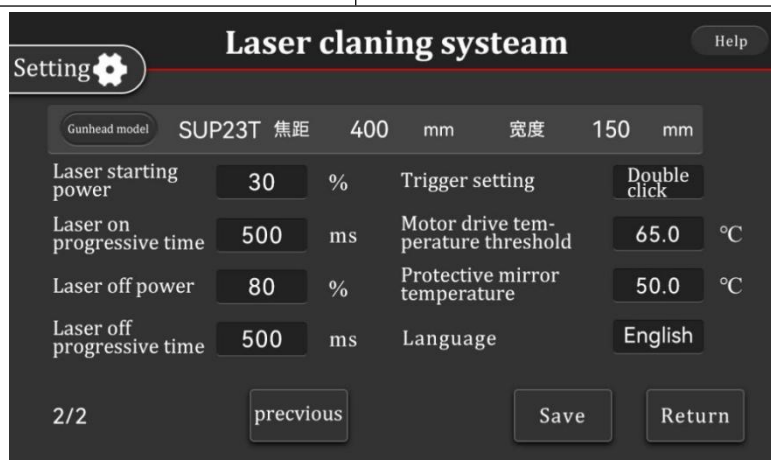 Laser claning systeam
Help
Setting
Gunhead model SUP23T 焦距 400 mm 宽度 150 mm
Laser starting
power
30 %
Trigger setting
Double
click
Laser on
progressive time
500 ms
Motor drive tem-
perature threshold
65.0 ℃
Laser off power 80 %
Protective mirror
temperature
50.0 ℃
Laser off
progressive time
500 ms
Language English
2/2 precvious Save Return